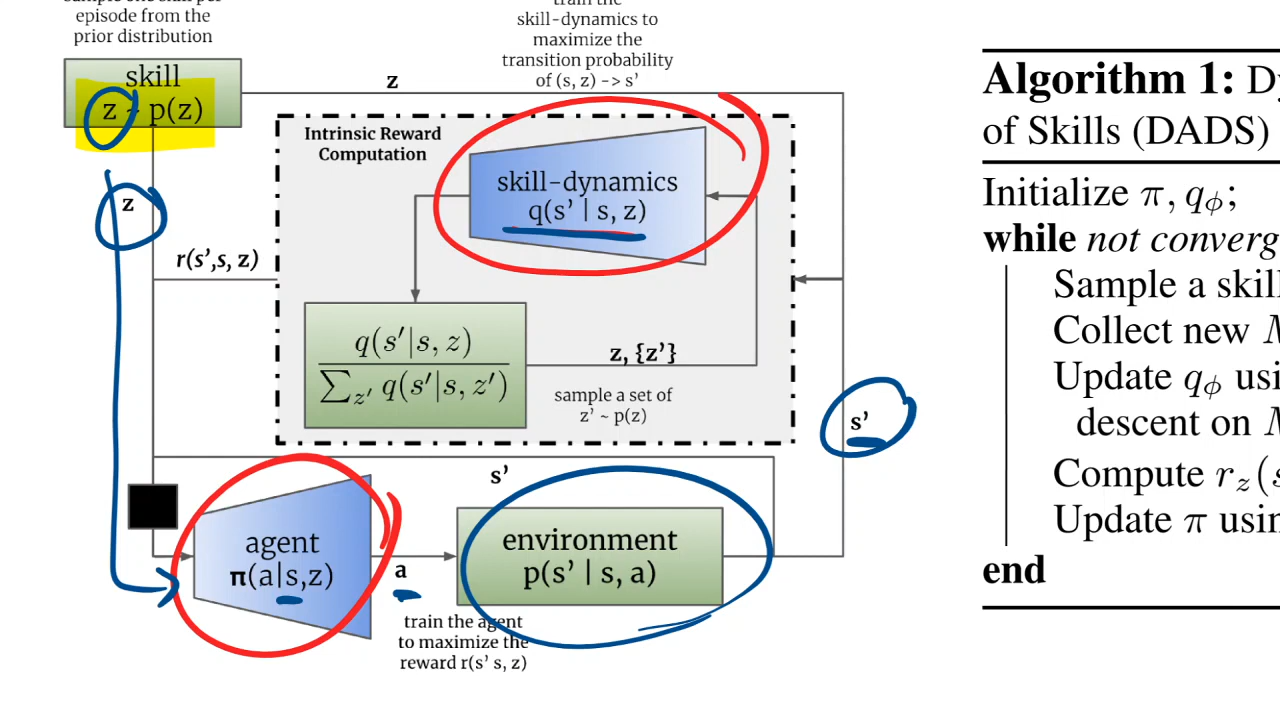 episode from the
prior distribution
skill
z ~ p(z)
z
train the
skill-dynamics to
maximize the
transition probability
of (s, z) -> s'
Intrinsic Reward
Computation
skill-dynamics
q(s' | s, z)
z
r(s',s, z)
q(s'|s, z)
∑z' q(s'|s, z')
z, {z'}
sample a set of
z' ~ p(z)
s'
s'
agent
π(a|s,z)
a
environment
p(s' | s, a)
train the agent
to maximize the
reward r(s' s, z)
Algorithm 1: Dy
of Skills (DADS)
Initialize π, qϕ;
while not converg
Sample a skill
Collect new M
Update qϕ usi
descent on M
Compute rz(s
Update π usin
end